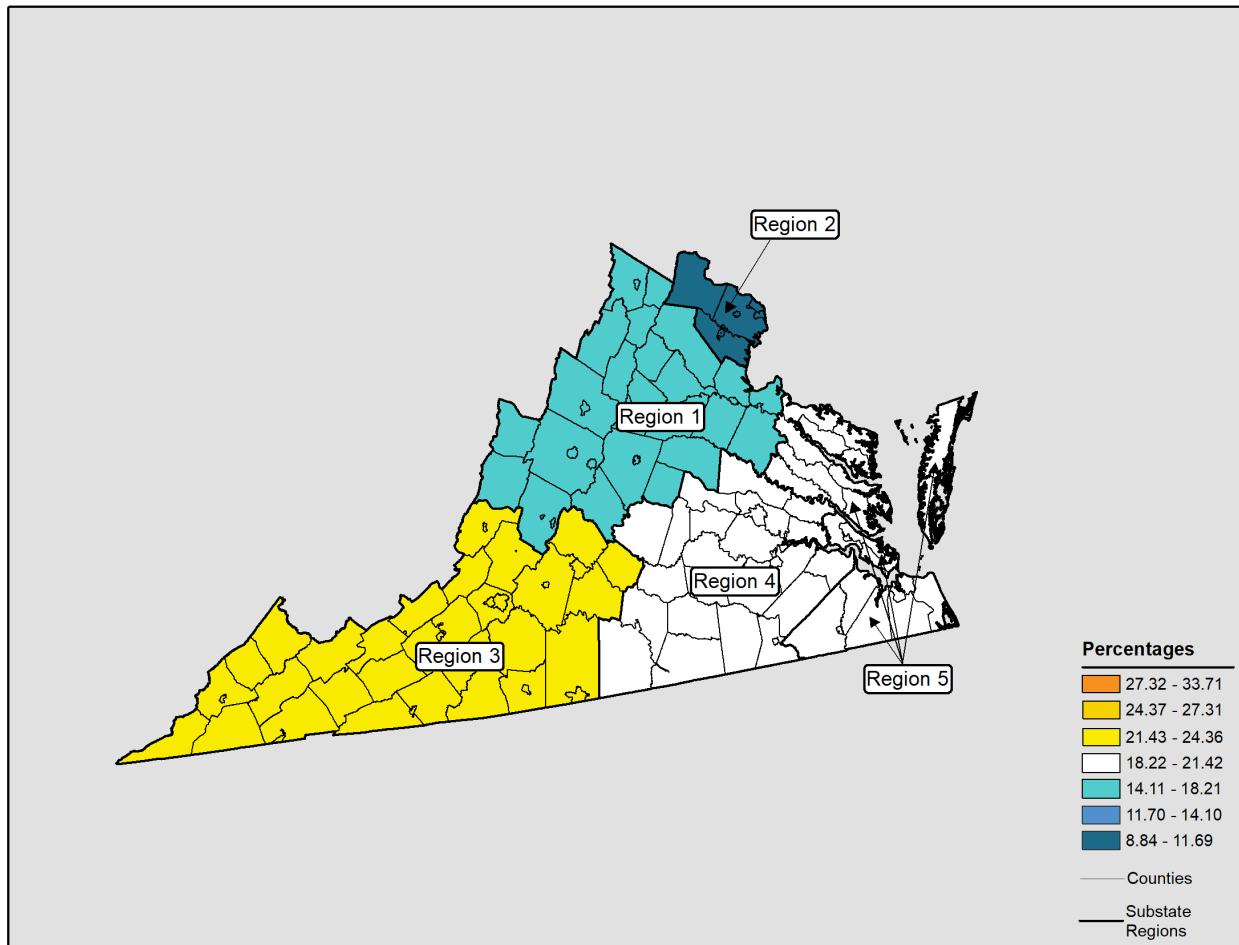 Region 2
Region 1
Region 4
Region 3
Region 5
Percentages
27.32 - 33.71
24.37 - 27.31
21.43 - 24.36
18.22 - 21.42
14.11 - 18.21
11.70 - 14.10
8.84 - 11.69
Counties
Substate
Regions